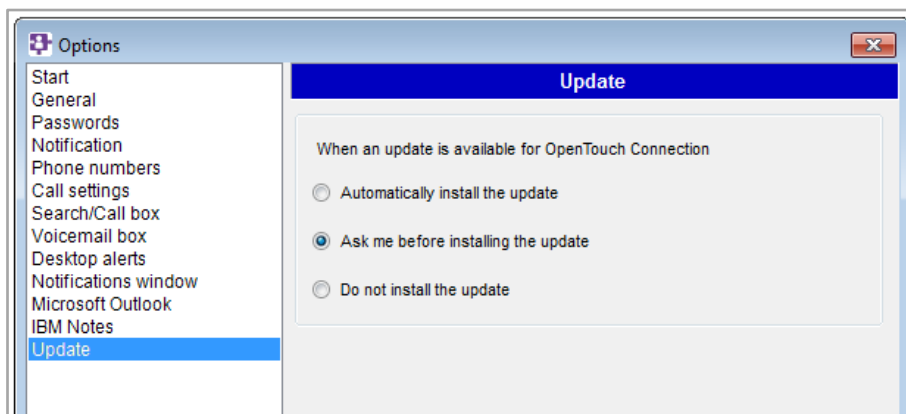 Options
Start
General
Passwords
Notification
Phone numbers
Call settings
Search/Call box
Voicemail box
Desktop alerts
Notifications window
Microsoft Outlook
IBM Notes
Update
Update
When an update is available for OpenTouch Connection
Automatically install the update
Ask me before installing the update
Do not install the update